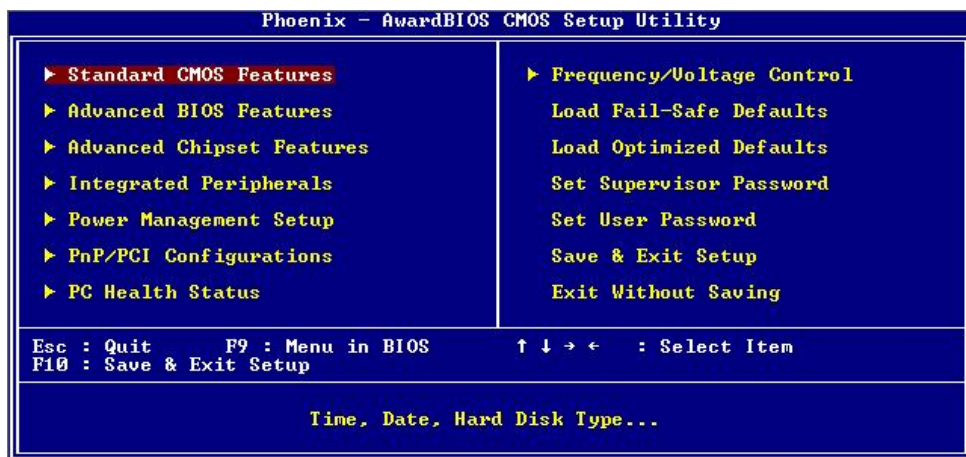 Phoenix - AwardBIOS CMOS Setup Utility
▶ Standard CMOS Features
▶ Advanced BIOS Features
▶ Advanced Chipset Features
▶ Integrated Peripherals
▶ Power Management Setup
▶ PnP/PCI Configurations
▶ PC Health Status
▶ Frequency/Voltage Control
Load Fail-Safe Defaults
Load Optimized Defaults
Set Supervisor Password
Set User Password
Save & Exit Setup
Exit Without Saving
Esc : Quit F9 : Menu in BIOS ↑ ↓ → ← : Select Item
F10 : Save & Exit Setup
Time, Date, Hard Disk Type...